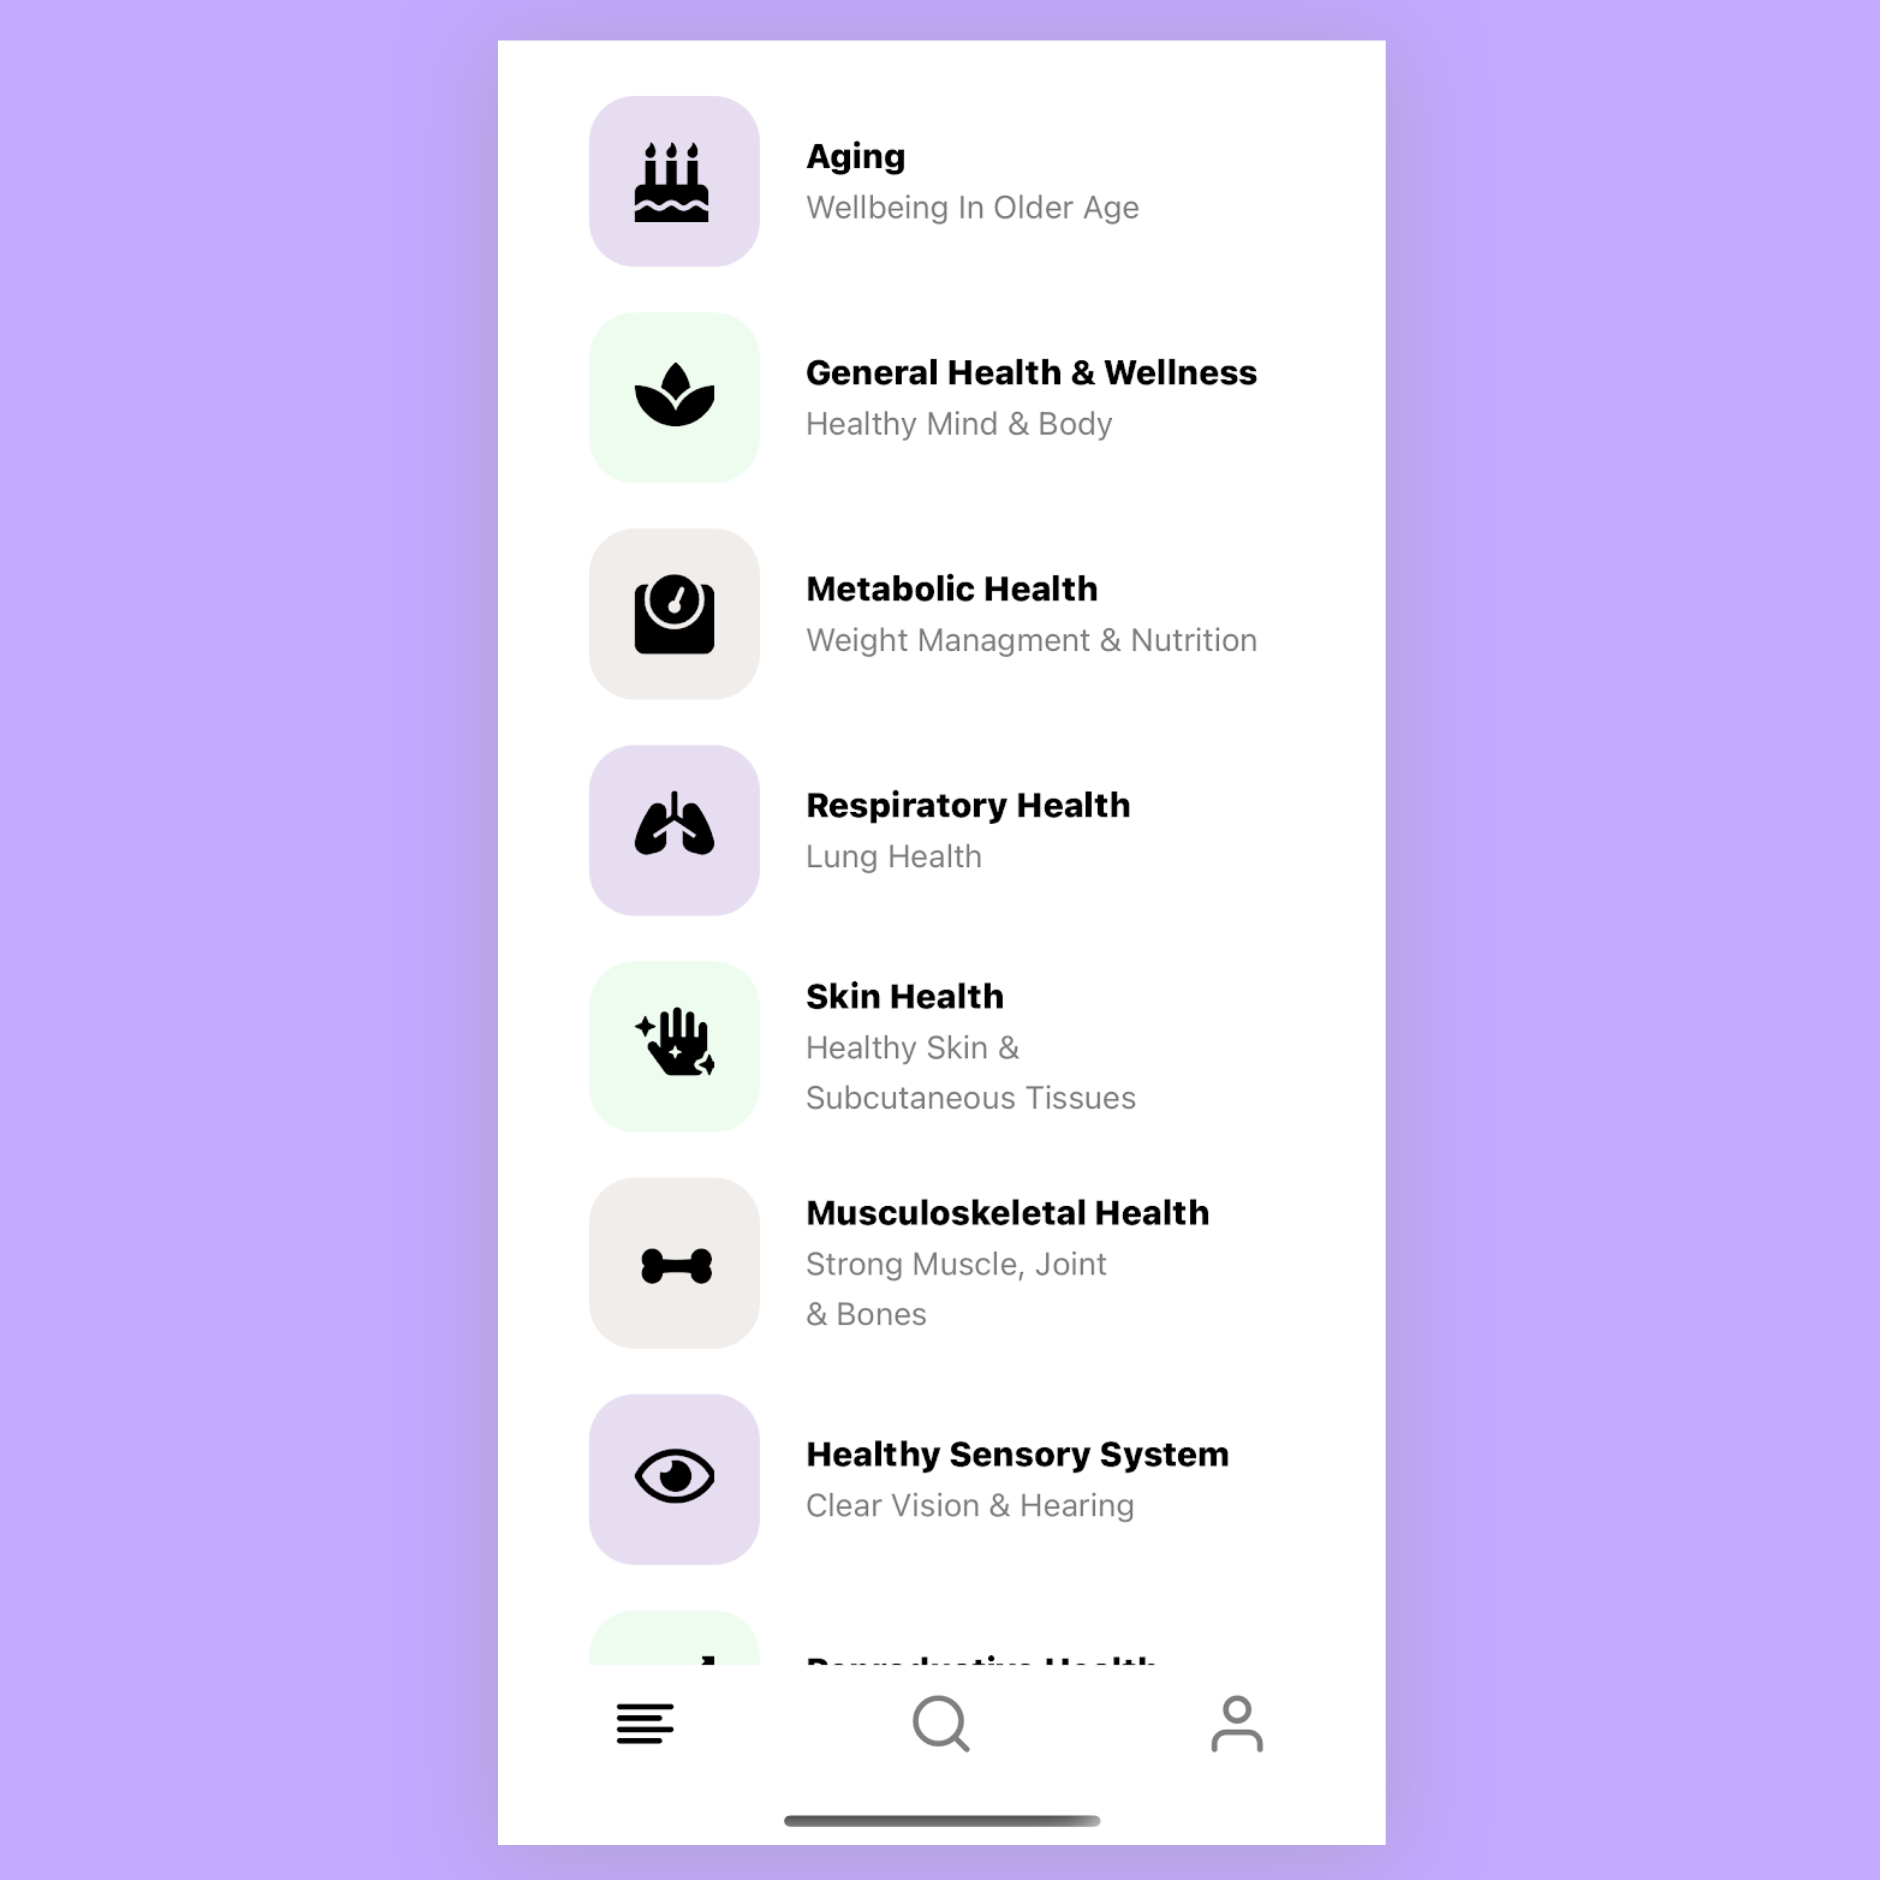 Aging
Wellbeing In Older Age
General Health & Wellness
Healthy Mind & Body
Metabolic Health
Weight Managment & Nutrition
Respiratory Health
Lung Health
Skin Health
Healthy Skin &
Subcutaneous Tissues
Musculoskeletal Health
Strong Muscle, Joint
& Bones
Healthy Sensory System
Clear Vision & Hearing
Reproductive Health